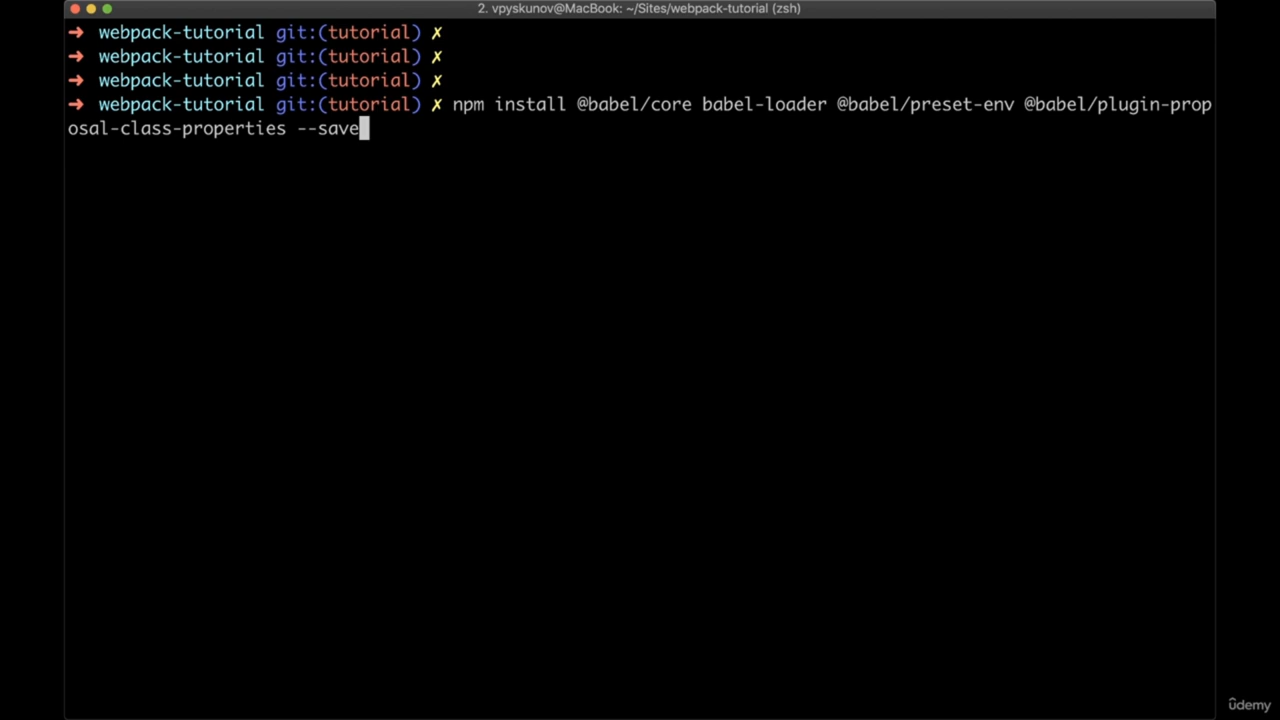 2. vpyskunov@MacBook: ~/Sites/webpack-tutorial (zsh)
➜ webpack-tutorial git:(tutorial) ✗
➜ webpack-tutorial git:(tutorial) ✗
➜ webpack-tutorial git:(tutorial) ✗
➜ webpack-tutorial git:(tutorial) ✗ npm install @babel/core babel-loader @babel/preset-env @babel/plugin-prop
osal-class-properties --save
ûdemy